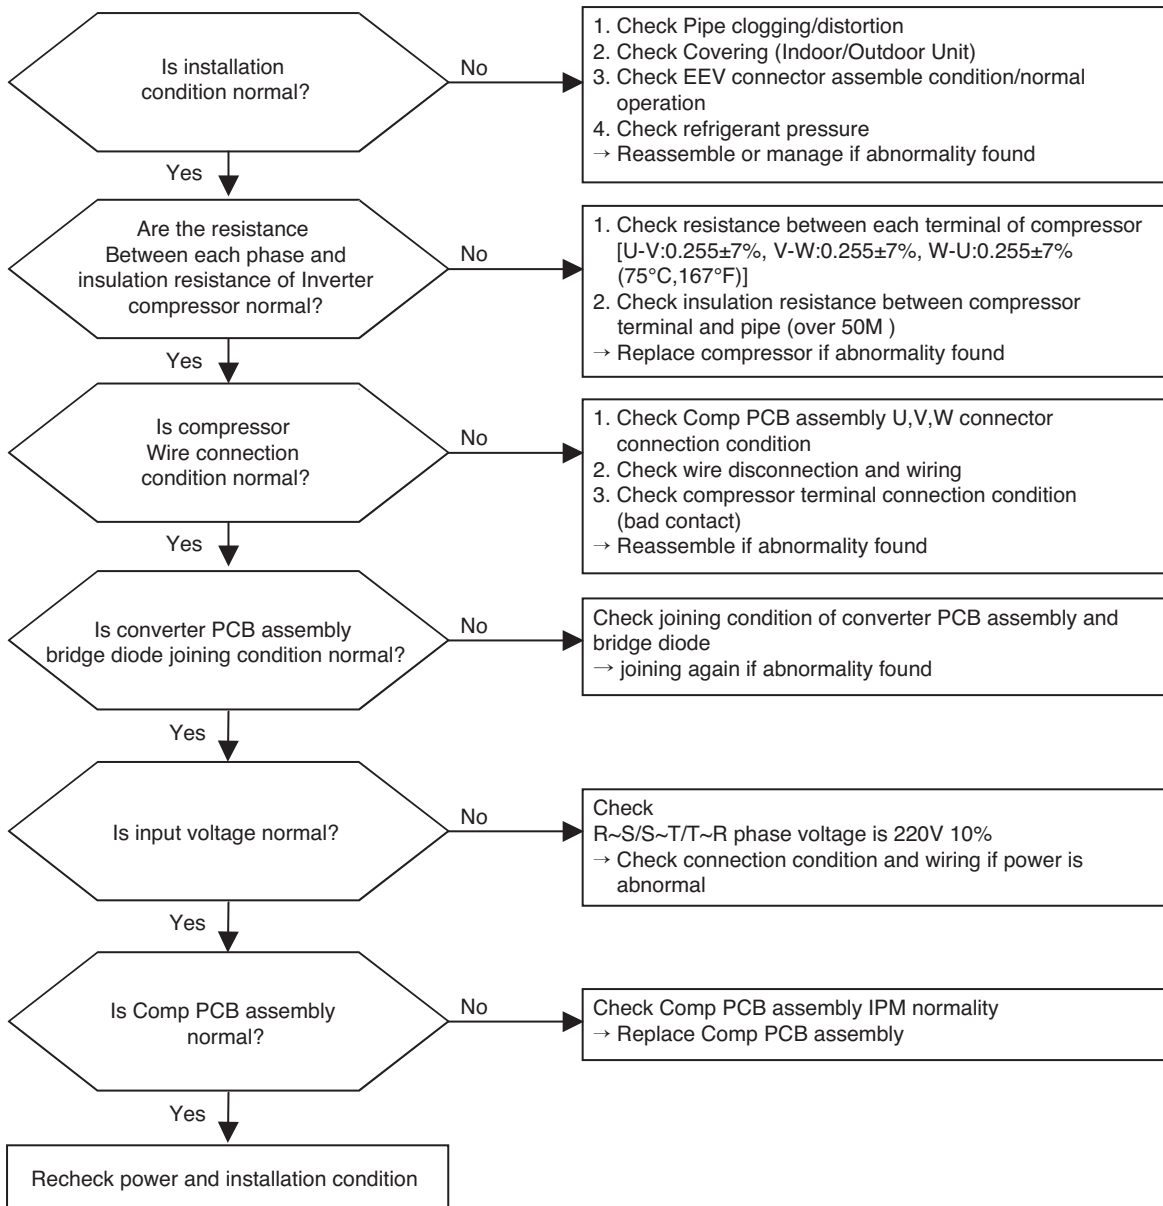 Is installation
condition normal?
No
1. Check Pipe clogging/distortion
2. Check Covering (Indoor/Outdoor Unit)
3. Check EEV connector assemble condition/normal
operation
4. Check refrigerant pressure
→ Reassemble or manage if abnormality found
Yes
Are the resistance
Between each phase and
insulation resistance of Inverter
compressor normal?
No
1. Check resistance between each terminal of compressor
[U-V:0.255±7%, V-W:0.255±7%, W-U:0.255±7%
(75°C,167°F)]
2. Check insulation resistance between compressor
terminal and pipe (over 50M )
→ Replace compressor if abnormality found
Yes
Is compressor
Wire connection
condition normal?
No
1. Check Comp PCB assembly U,V,W connector
connection condition
2. Check wire disconnection and wiring
3. Check compressor terminal connection condition
(bad contact)
→ Reassemble if abnormality found
Yes
Is converter PCB assembly
bridge diode joining condition normal?
No
Check joining condition of converter PCB assembly and
bridge diode
→ joining again if abnormality found
Yes
Is input voltage normal?
No
Check
R~S/S~T/T~R phase voltage is 220V 10%
→ Check connection condition and wiring if power is
abnormal
Yes
Is Comp PCB assembly
normal?
No
Check Comp PCB assembly IPM normality
→ Replace Comp PCB assembly
Yes
Recheck power and installation condition